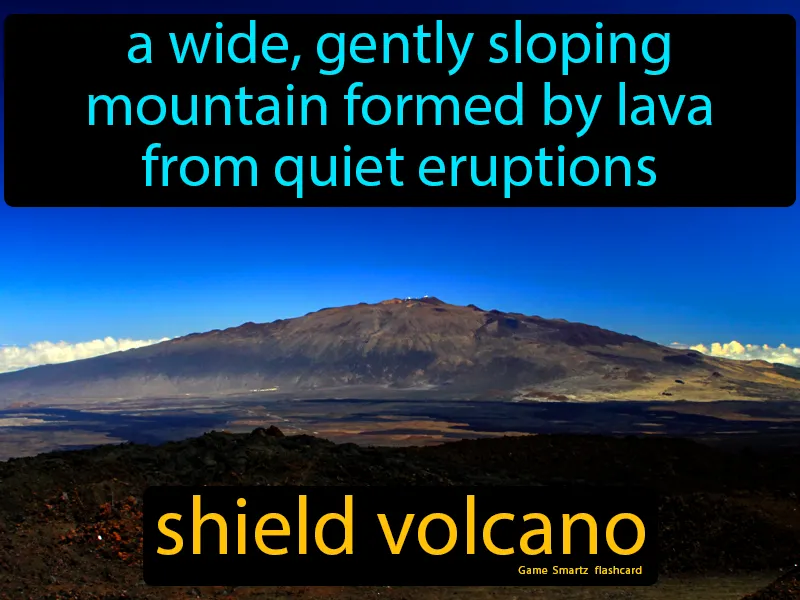 a wide, gently sloping
mountain formed by lava
from quiet eruptions
shield volcano
Game Smartz flashcard